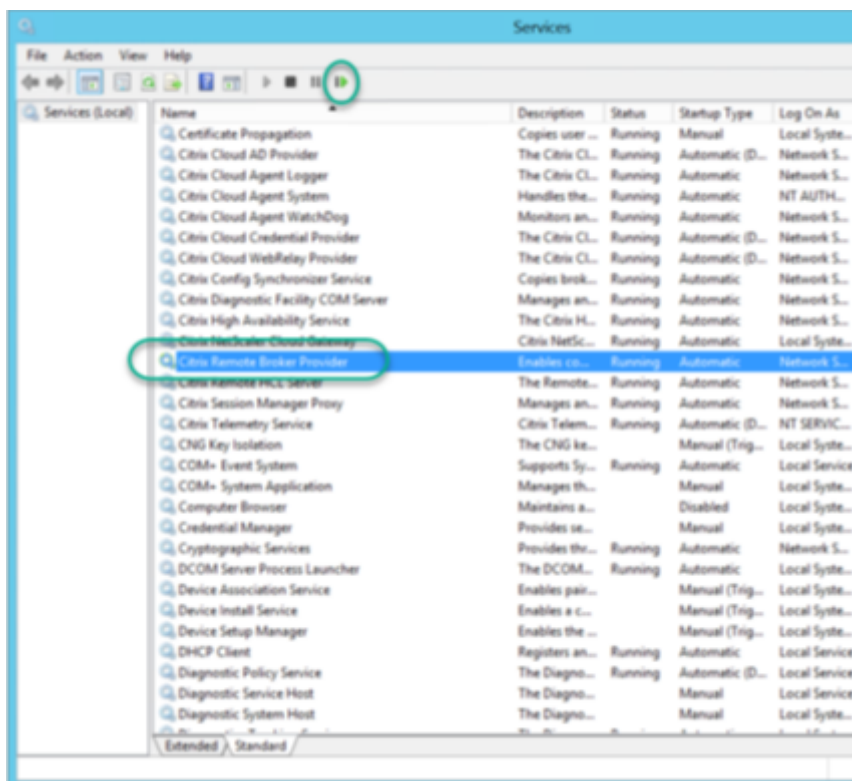 Services
File Action View Help
Services (Local)
Name Description Status Startup Type Log On As
Certificate Propagation Copies user ... Running Manual Local Syste...
Citrix Cloud AD Provider The Citrix Cl... Running Automatic (D... Network S...
Citrix Cloud Agent Logger The Citrix Cl... Running Automatic Network S...
Citrix Cloud Agent System Handles the... Running Automatic NT AUTH...
Citrix Cloud Agent WatchDog Monitors an... Running Automatic Network S...
Citrix Cloud Credential Provider The Citrix Cl... Running Automatic (D... Network S...
Citrix Cloud WebRelay Provider The Citrix Cl... Running Automatic (D... Network S...
Citrix Config Synchronizer Service Copies brok... Running Automatic Network S...
Citrix Diagnostic Facility COM Server Manages an... Running Automatic Network S...
Citrix High Availability Service The Citrix H... Running Automatic Network S...
Citrix NetScaler Cloud Gateway Citrix NetSc... Running Automatic Local Syste...
Citrix Remote Broker Provider Enables co... Running Automatic Network S...
Citrix Remote HCL Server The Remote... Running Automatic Network S...
Citrix Session Manager Proxy Manages an... Running Automatic Network S...
Citrix Telemetry Service Citrix Telem... Running Automatic (D... NT SERVIC...
CNG Key Isolation The CNG ke... Manual (Trig... Local Syste...
COM+ Event System Supports Sy... Running Automatic Local Service
COM+ System Application Manages th... Manual Local Syste...
Computer Browser Maintains a... Disabled Local Syste...
Credential Manager Provides se... Manual Local Syste...
Cryptographic Services Provides thr... Running Automatic Network S...
DCOM Server Process Launcher The DCOM... Running Automatic Local Syste...
Device Association Service Enables pair... Manual (Trig... Local Syste...
Device Install Service Enables a c... Manual (Trig... Local Syste...
Device Setup Manager Enables the ... Manual (Trig... Local Syste...
DHCP Client Registers an... Running Automatic Local Service
Diagnostic Policy Service The Diagno... Running Automatic (D... Local Service
Diagnostic Service Host The Diagno... Manual Local Service
Diagnostic System Host The Diagno... Manual Local Syste...
Extended Standard